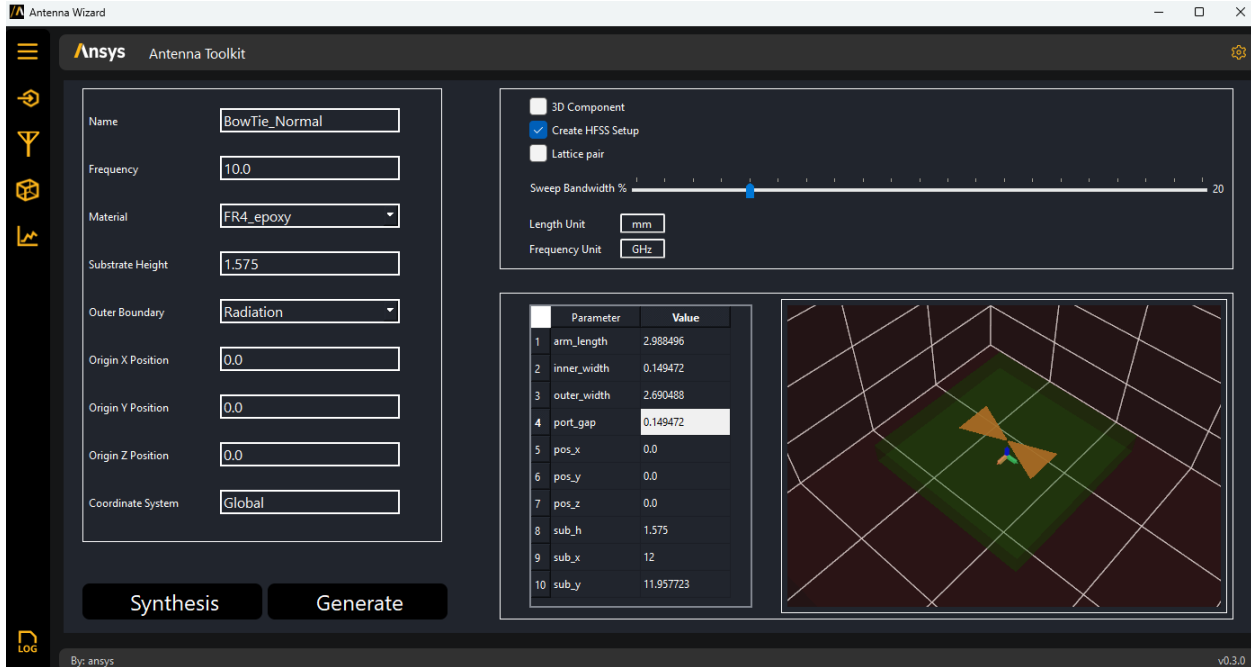 Antenna Wizard
Ansys Antenna Toolkit
Name BowTie_Normal
Frequency 10.0
Material FR4_epoxy
Substrate Height 1.575
Outer Boundary Radiation
Origin X Position 0.0
Origin Y Position 0.0
Origin Z Position 0.0
Coordinate System Global
Synthesis Generate
3D Component
Create HFSS Setup
Lattice pair
Sweep Bandwidth % 20
Length Unit mm
Frequency Unit GHz
Parameter Value
1 arm_length 2.988496
2 inner_width 0.149472
3 outer_width 2.690488
4 port_gap 0.149472
5 pos_x 0.0
6 pos_y 0.0
7 pos_z 0.0
8 sub_h 1.575
9 sub_x 12
10 sub_y 11.957723
LOG
By: ansys v0.3.0